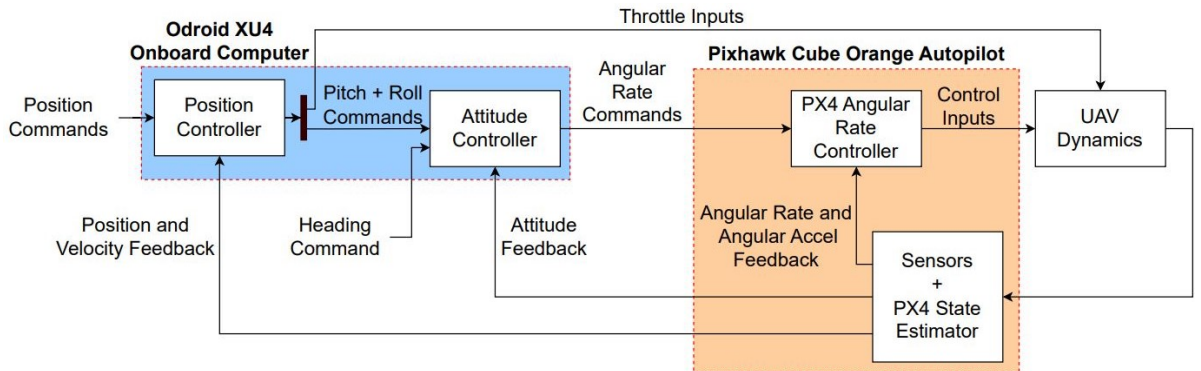 Throttle Inputs
Odroid XU4
Onboard Computer
Pixhawk Cube Orange Autopilot
Position
Commands
Position
Controller
Pitch + Roll
Commands
Attitude
Controller
Angular
Rate
Commands
PX4 Angular
Rate
Controller
Control
Inputs
UAV
Dynamics
Position and
Velocity Feedback
Heading
Command
Attitude
Feedback
Angular Rate and
Angular Accel
Feedback
Sensors
+
PX4 State
Estimator